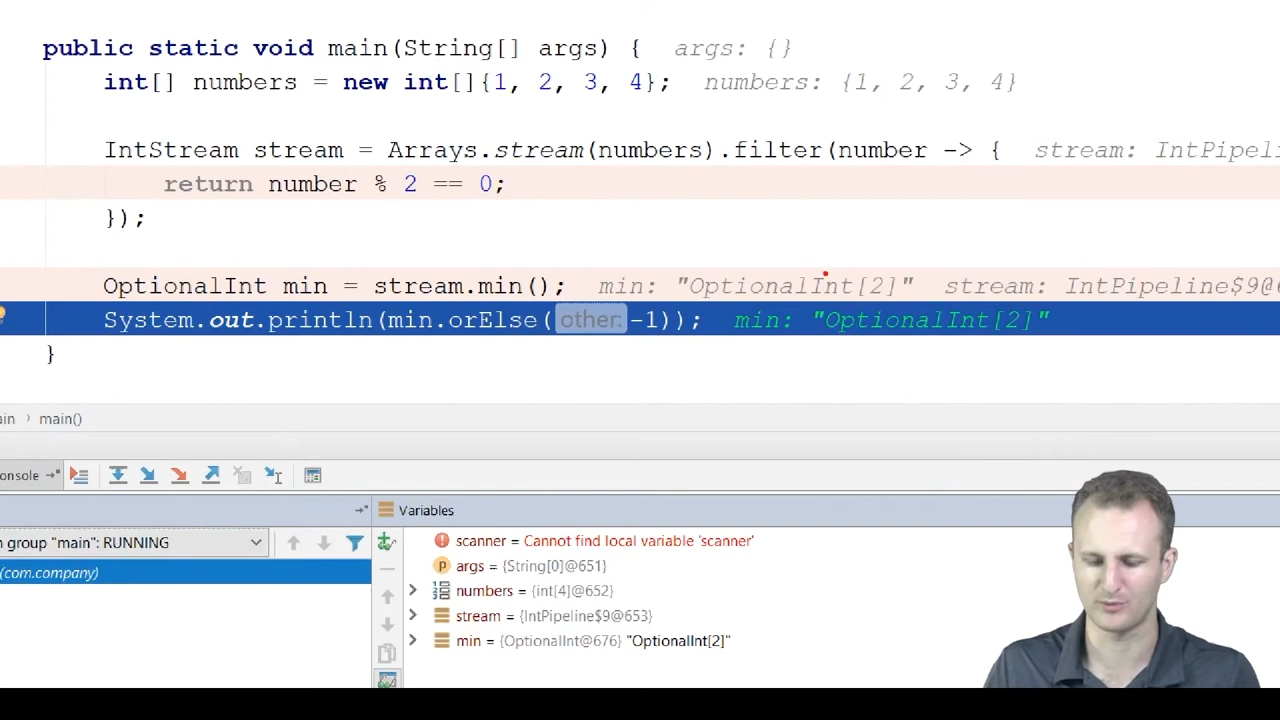 public static void main(String[] args) { args: {}
int[] numbers = new int[]{1, 2, 3, 4}; numbers: {1, 2, 3, 4}
IntStream stream = Arrays.stream(numbers).filter(number -> { stream: IntPipeli
return number % 2 == 0;
});
OptionalInt min = stream.min(); min: "OptionalInt[2]" stream: IntPipeline$9@6
System.out.println(min.orElse( other: -1)); min: "OptionalInt[2]"
}
ain › main()
onsole
n group "main": RUNNING
(com.company)
Variables
scanner = Cannot find local variable 'scanner'
args = {String[0]@651}
numbers = {int[4]@652}
stream = {IntPipeline$9@653}
min = {OptionalInt@676} "OptionalInt[2]"